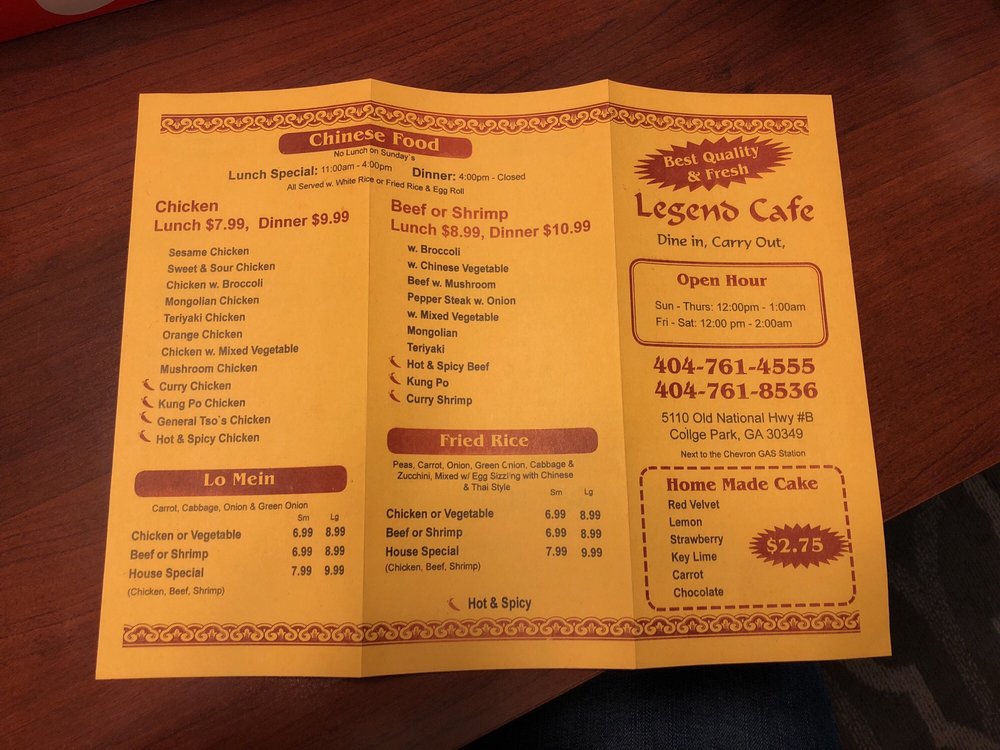 Chinese Food
No Lunch on Sunday`s
Lunch Special: 11:00am - 4:00pm Dinner: 4:00pm - Closed
All Served w. White Rice or Fried Rice & Egg Roll
Chicken
Lunch $7.99, Dinner $9.99
Sesame Chicken
Sweet & Sour Chicken
Chicken w. Broccoli
Mongolian Chicken
Teriyaki Chicken
Orange Chicken
Chicken w. Mixed Vegetable
Mushroom Chicken
Curry Chicken
Kung Po Chicken
General Tso`s Chicken
Hot & Spicy Chicken
Lo Mein
Carrot, Cabbage, Onion & Green Onion
Sm Lg
Chicken or Vegetable 6.99 8.99
Beef or Shrimp 6.99 8.99
House Special 7.99 9.99
(Chicken, Beef, Shrimp)
Beef or Shrimp
Lunch $8.99, Dinner $10.99
w. Broccoli
w. Chinese Vegetable
Beef w. Mushroom
Pepper Steak w. Onion
w. Mixed Vegetable
Mongolian
Teriyaki
Hot & Spicy Beef
Kung Po
Curry Shrimp
Fried Rice
Peas, Carrot, Onion, Green Onion, Cabbage &
Zucchini, Mixed w/ Egg Sizzling with Chinese
& Thai Style
Sm Lg
Chicken or Vegetable 6.99 8.99
Beef or Shrimp 6.99 8.99
House Special 7.99 9.99
(Chicken, Beef, Shrimp)
Hot & Spicy
Best Quality
& Fresh
Legend Cafe
Dine in, Carry Out,
Open Hour
Sun - Thurs: 12:00pm - 1:00am
Fri - Sat: 12:00 pm - 2:00am
404-761-4555
404-761-8536
5110 Old National Hwy #B
Collge Park, GA 30349
Next to the Chevron GAS Station
Home Made Cake
Red Velvet
Lemon
Strawberry
Key Lime
Carrot
Chocolate
$2.75